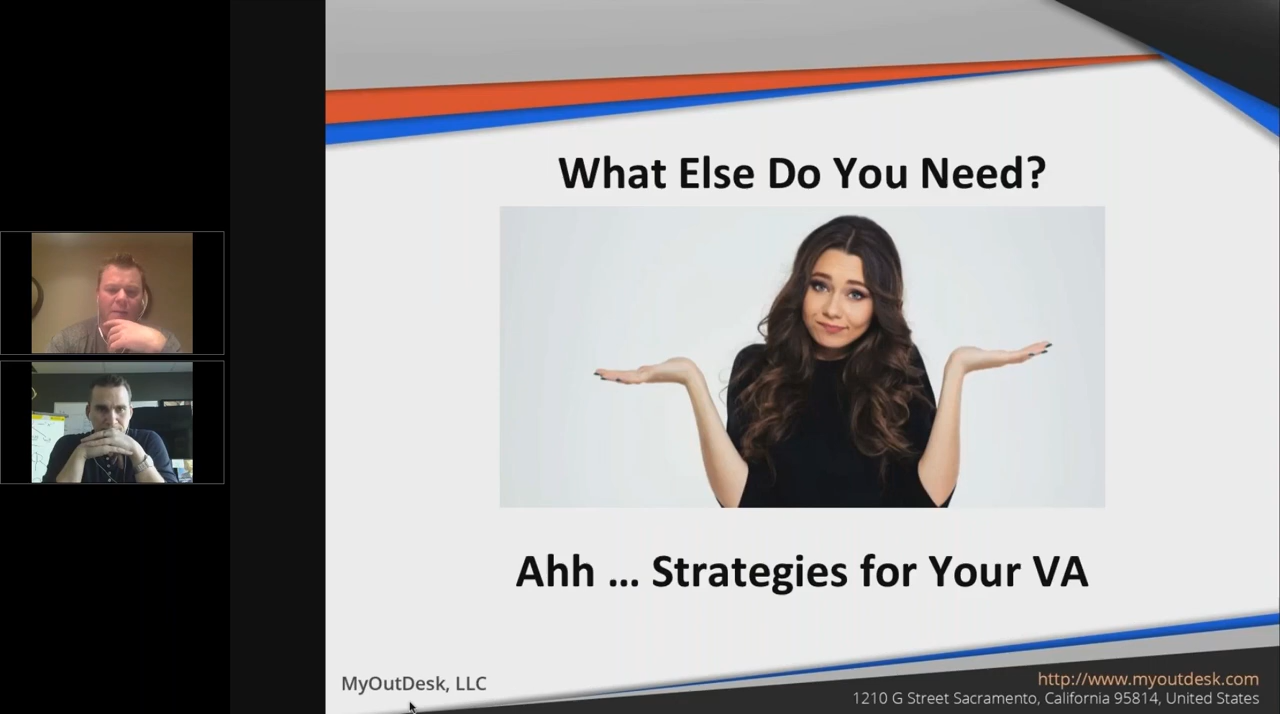 What Else Do You Need?
Ahh ... Strategies for Your VA
MyOutDesk, LLC
http://www.myoutdesk.com
1210 G Street Sacramento, California 95814, United States